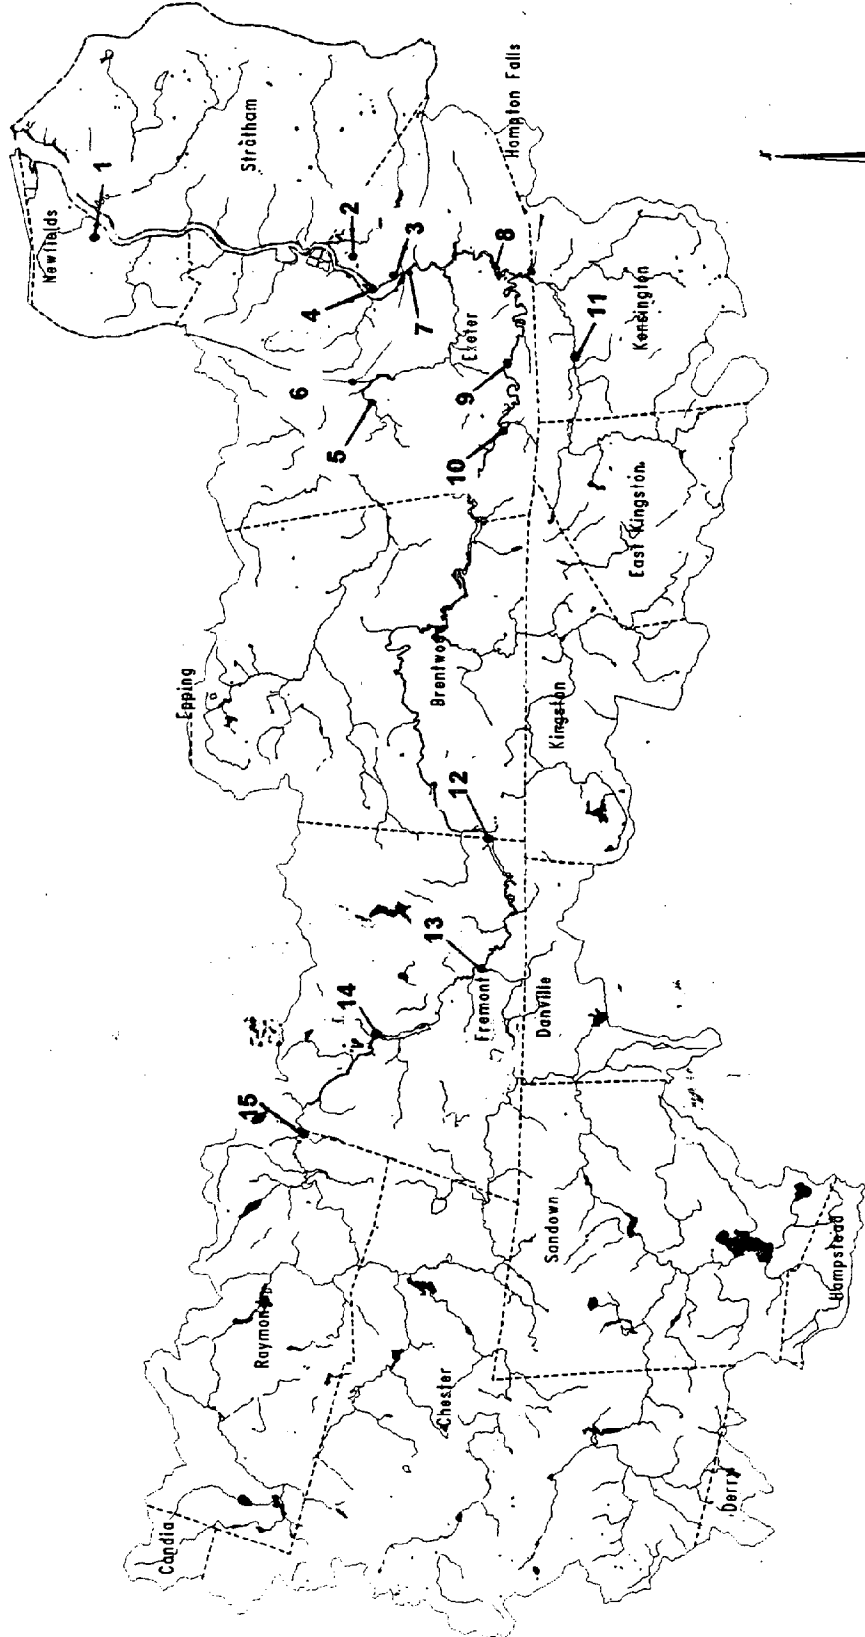 Newfields
1
Stratham
2
3
4
Hampton Falls
7
8
6
5
Exeter
9
10
11
Kensington
East Kingston
Epping
Brentwood
Kingston
12
13
Fremont
Danville
14
15
Sandown
Raymond
Chester
Hampstead
Candia
Derry